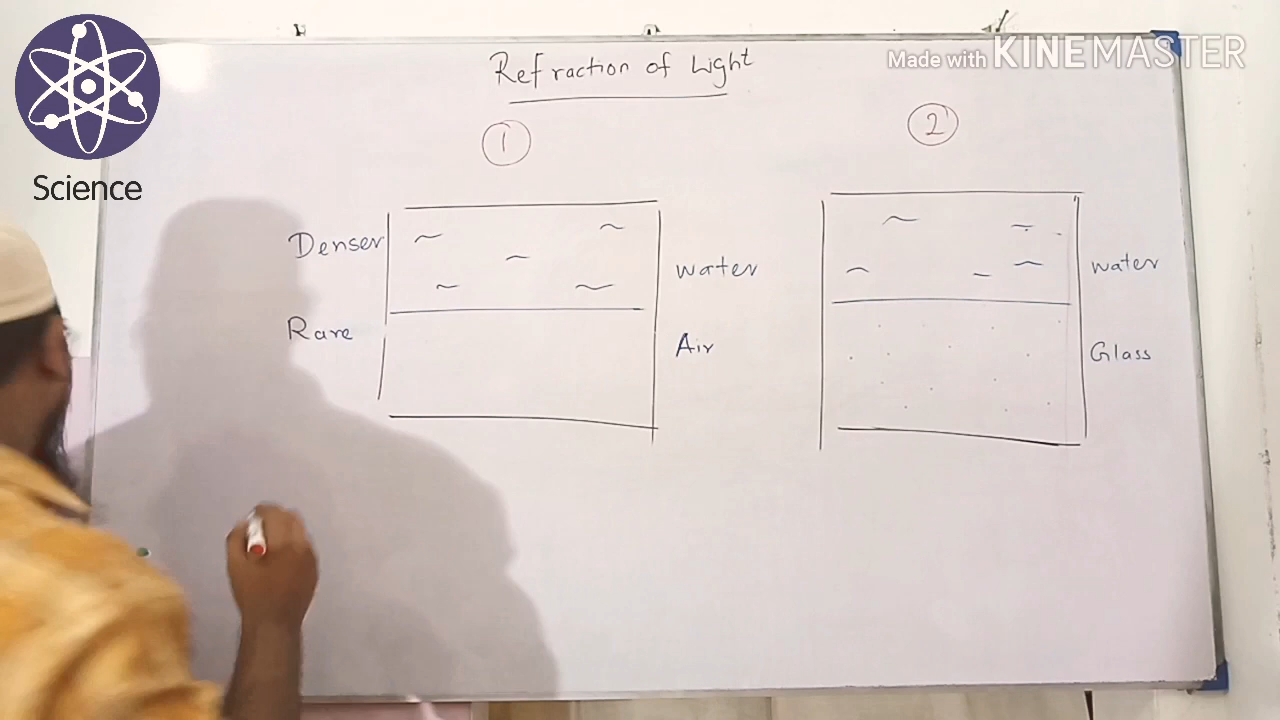 Made with KINEMASTER
Science
Refraction of Light
1
2
Denser
water
Rare
Air
water
Glass